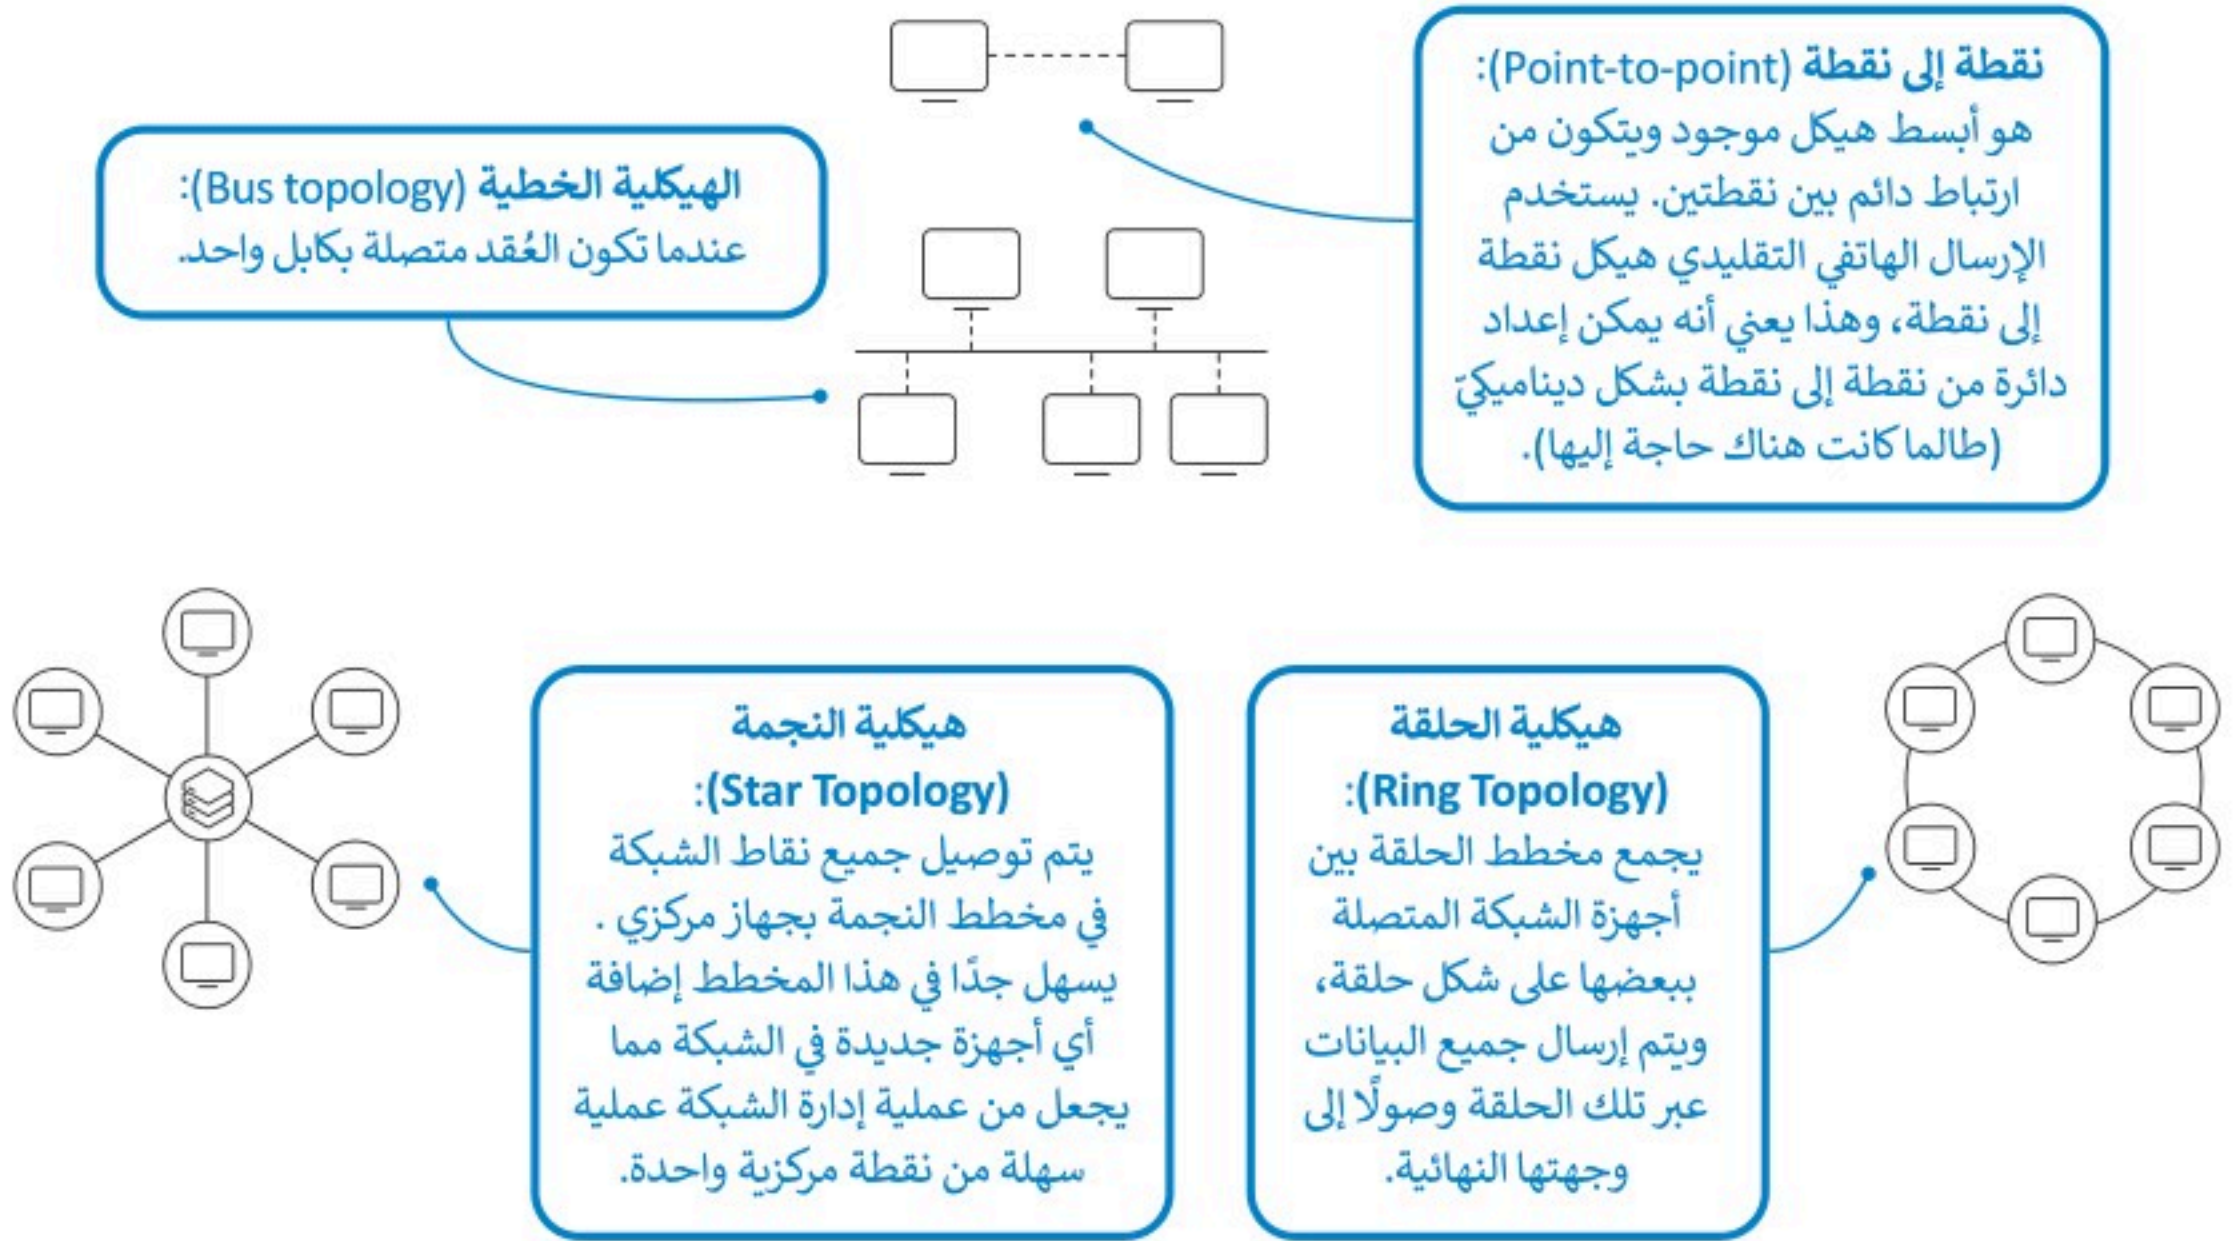 نقطة إلى نقطة (Point-to-point):
هو أبسط هيكل موجود ويتكون من
ارتباط دائم بين نقطتين. يستخدم
الإرسال الهاتفي التقليدي هيكل نقطة
إلى نقطة، وهذا يعني أنه يمكن إعداد
دائرة من نقطة إلى نقطة بشكل ديناميكيّ
(طالما كانت هناك حاجة إليها).
الهيكلية الخطية (Bus topology):
عندما تكون العُقد متصلة بكابل واحد.
هيكلية الحلقة
(Ring Topology):
يجمع مخطط الحلقة بين
أجهزة الشبكة المتصلة
ببعضها على شكل حلقة،
ويتم إرسال جميع البيانات
عبر تلك الحلقة وصولًا إلى
وجهتها النهائية.
هيكلية النجمة
(Star Topology):
يتم توصيل جميع نقاط الشبكة
في مخطط النجمة بجهاز مركزي .
يسهل جدًا في هذا المخطط إضافة
أي أجهزة جديدة في الشبكة مما
يجعل من عملية إدارة الشبكة عملية
سهلة من نقطة مركزية واحدة.